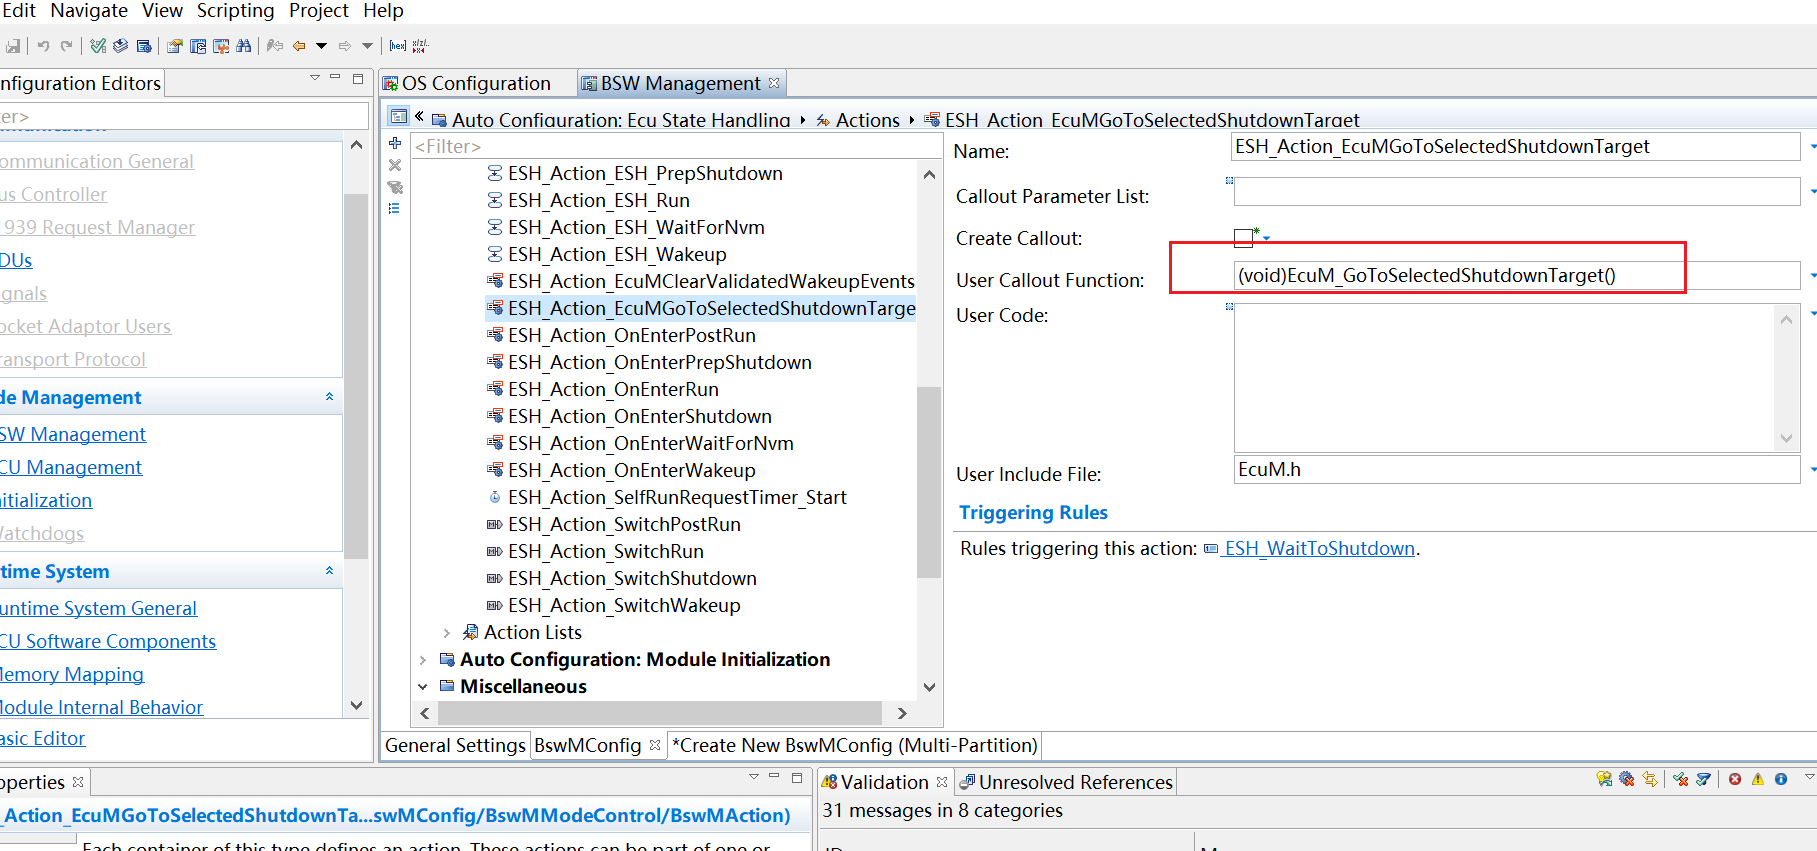 Edit Navigate View Scripting Project Help
nfiguration Editors
er>
ommunication General
us Controller
1939 Request Manager
DUs
gnals
ocket Adaptor Users
ransport Protocol
de Management
SW Management
CU Management
nitialization
Watchdogs
time System
untime System General
CU Software Components
Memory Mapping
Module Internal Behavior
asic Editor
OS Configuration
BSW Management
« Auto Configuration: Ecu State Handling Actions ESH_Action_EcuMGoToSelectedShutdownTarget
<Filter>
ESH_Action_ESH_PrepShutdown
ESH_Action_ESH_Run
ESH_Action_ESH_WaitForNvm
ESH_Action_ESH_Wakeup
ESH_Action_EcuMClearValidatedWakeupEvents
ESH_Action_EcuMGoToSelectedShutdownTarge
ESH_Action_OnEnterPostRun
ESH_Action_OnEnterPrepShutdown
ESH_Action_OnEnterRun
ESH_Action_OnEnterShutdown
ESH_Action_OnEnterWaitForNvm
ESH_Action_OnEnterWakeup
ESH_Action_SelfRunRequestTimer_Start
ESH_Action_SwitchPostRun
ESH_Action_SwitchRun
ESH_Action_SwitchShutdown
ESH_Action_SwitchWakeup
Action Lists
Auto Configuration: Module Initialization
Miscellaneous
Name: ESH_Action_EcuMGoToSelectedShutdownTarget
Callout Parameter List:
Create Callout:
User Callout Function: (void)EcuM_GoToSelectedShutdownTarget()
User Code:
User Include File: EcuM.h
Triggering Rules
Rules triggering this action: ESH_WaitToShutdown.
General Settings BswMConfig *Create New BswMConfig (Multi-Partition)
operties
_Action_EcuMGoToSelectedShutdownTa...swMConfig/BswMModeControl/BswMAction)
Each container of this type defines an action. These actions can be part of one or
Validation Unresolved References
31 messages in 8 categories